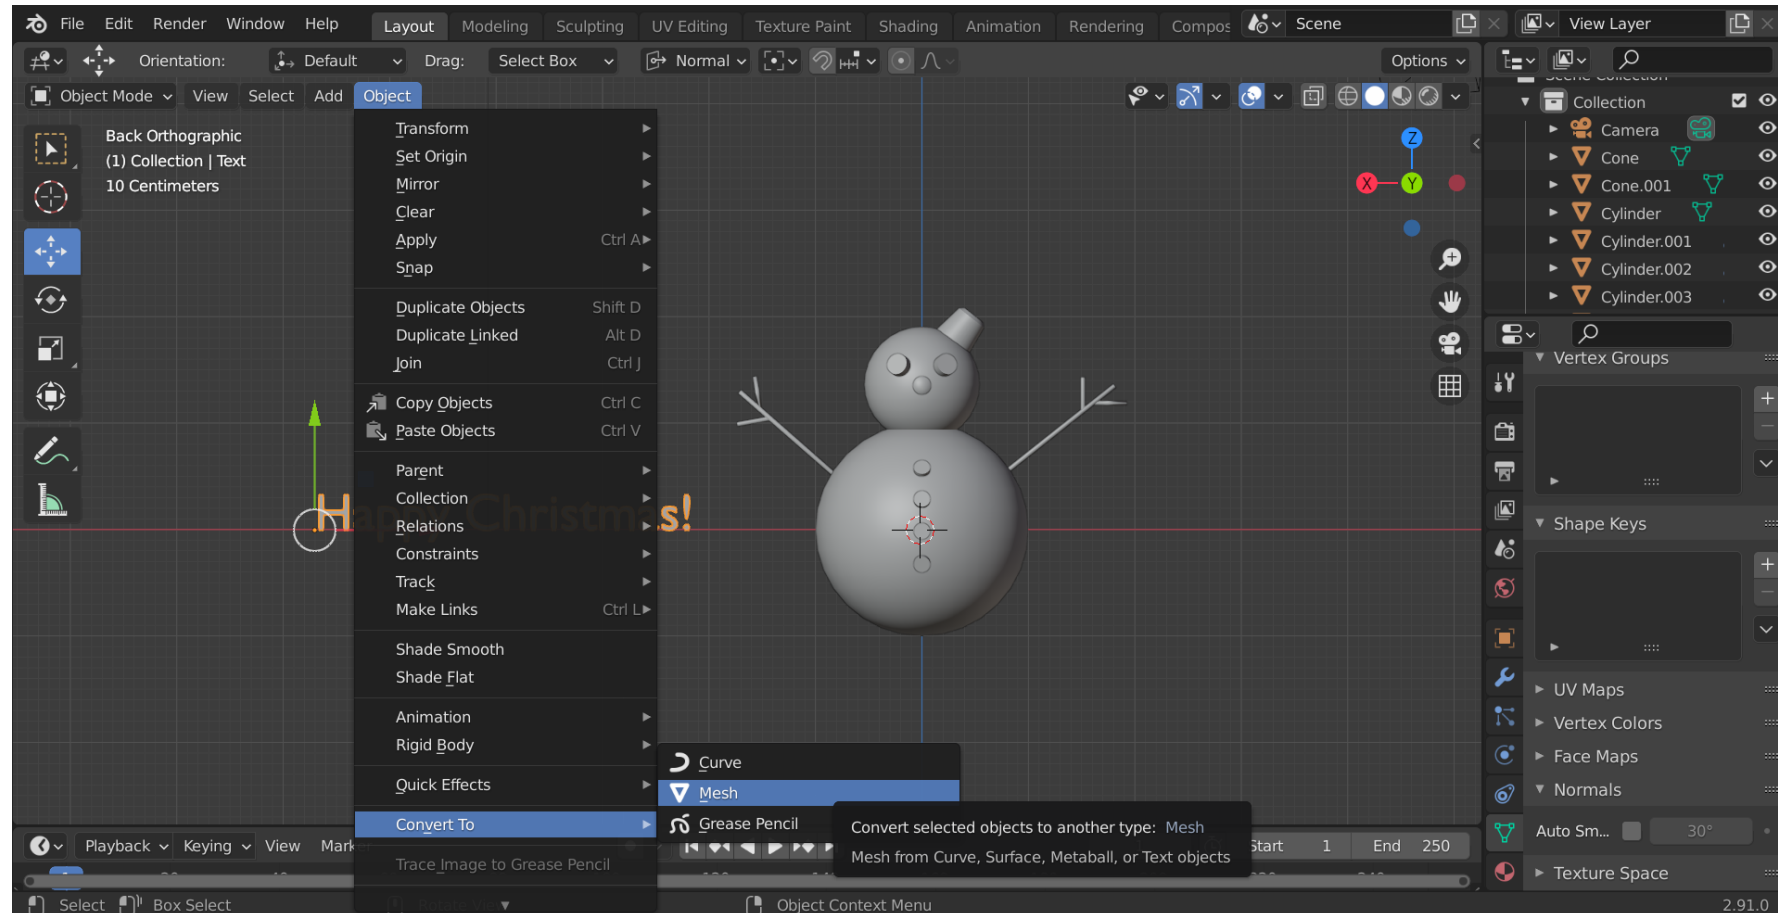 File Edit Render Window Help Layout Modeling Sculpting UV Editing Texture Paint Shading Animation Rendering Compos Scene View Layer
Orientation: Default Drag: Select Box Normal Options
Object Mode View Select Add Object
Back Orthographic
(1) Collection | Text
10 Centimeters
Transform
Set Origin
Mirror
Clear
Apply Ctrl A
Snap
Duplicate Objects Shift D
Duplicate Linked Alt D
Join Ctrl J
Copy Objects Ctrl C
Paste Objects Ctrl V
Parent
Collection
Relations
Constraints
Track
Make Links Ctrl L
Shade Smooth
Shade Flat
Animation
Rigid Body
Quick Effects
Convert To
Trace Image to Grease Pencil
Curve
Mesh
Grease Pencil
Convert selected objects to another type: Mesh
Mesh from Curve, Surface, Metaball, or Text objects
Happy Christmas!
Z
X Y
Scene Collection
Collection
Camera
Cone
Cone.001
Cylinder
Cylinder.001
Cylinder.002
Cylinder.003
Vertex Groups
Shape Keys
UV Maps
Vertex Colors
Face Maps
Normals
Auto Sm... 30°
Texture Space
Playback Keying View Mark Start 1 End 250
Select Box Select Rotate View Object Context Menu 2.91.0